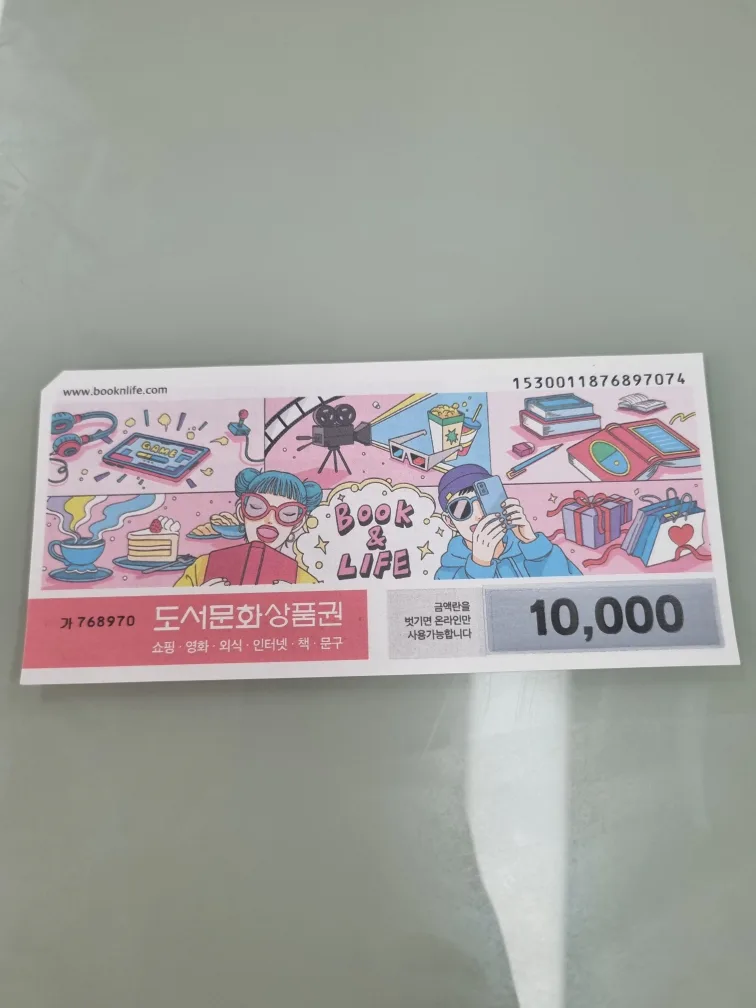 www.booknlife.com
1530011876897074
GAME
BOOK
&
LIFE
가 768970
도서문화상품권
쇼핑·영화·외식·인터넷·책·문구
금액란을
벗기면 온라인만
사용가능합니다
10,000